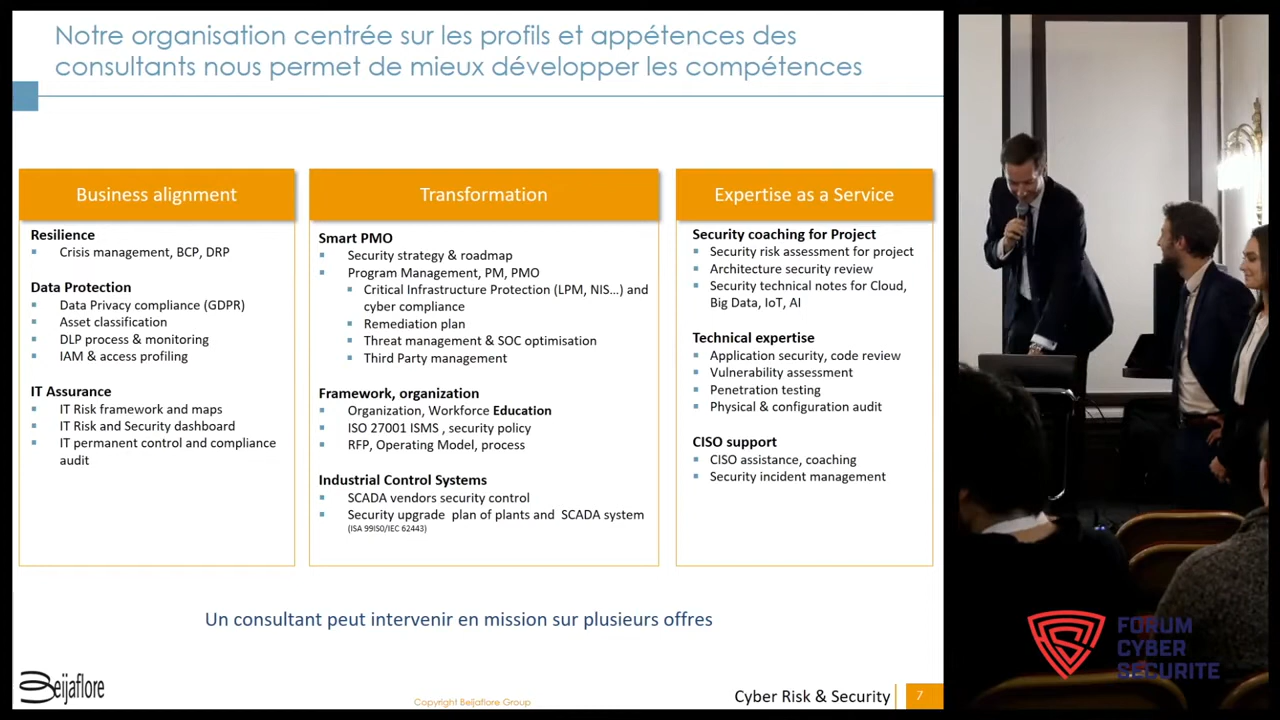 Notre organisation centrée sur les profils et appétences des
consultants nous permet de mieux développer les compétences
Business alignment
Resilience
Crisis management, BCP, DRP
Data Protection
Data Privacy compliance (GDPR)
Asset classification
DLP process & monitoring
IAM & access profiling
IT Assurance
IT Risk framework and maps
IT Risk and Security dashboard
IT permanent control and compliance
audit
Transformation
Smart PMO
Security strategy & roadmap
Program Management, PM, PMO
Critical Infrastructure Protection (LPM, NIS…) and
cyber compliance
Remediation plan
Threat management & SOC optimisation
Third Party management
Framework, organization
Organization, Workforce Education
ISO 27001 ISMS , security policy
RFP, Operating Model, process
Industrial Control Systems
SCADA vendors security control
Security upgrade plan of plants and SCADA system
(ISA 99IS0/IEC 62443)
Expertise as a Service
Security coaching for Project
Security risk assessment for project
Architecture security review
Security technical notes for Cloud,
Big Data, IoT, AI
Technical expertise
Application security, code review
Vulnerability assessment
Penetration testing
Physical & configuration audit
CISO support
CISO assistance, coaching
Security incident management
Un consultant peut intervenir en mission sur plusieurs offres
Beijaflore
Copyright Beijaflore Group
Cyber Risk & Security
7
FORUM
CYBER
SECURITE